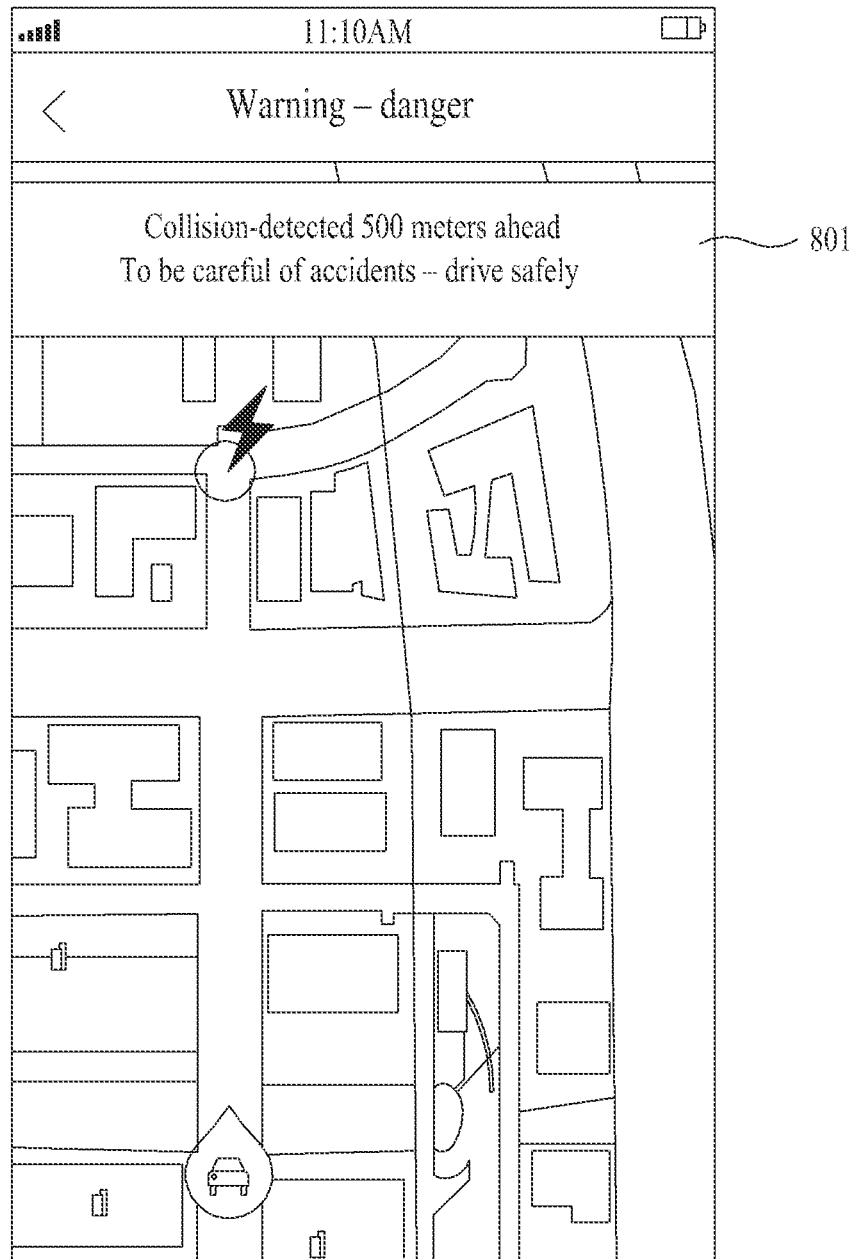 11:10AM
Warning – danger
Collision-detected 500 meters ahead
To be careful of accidents – drive safely
801